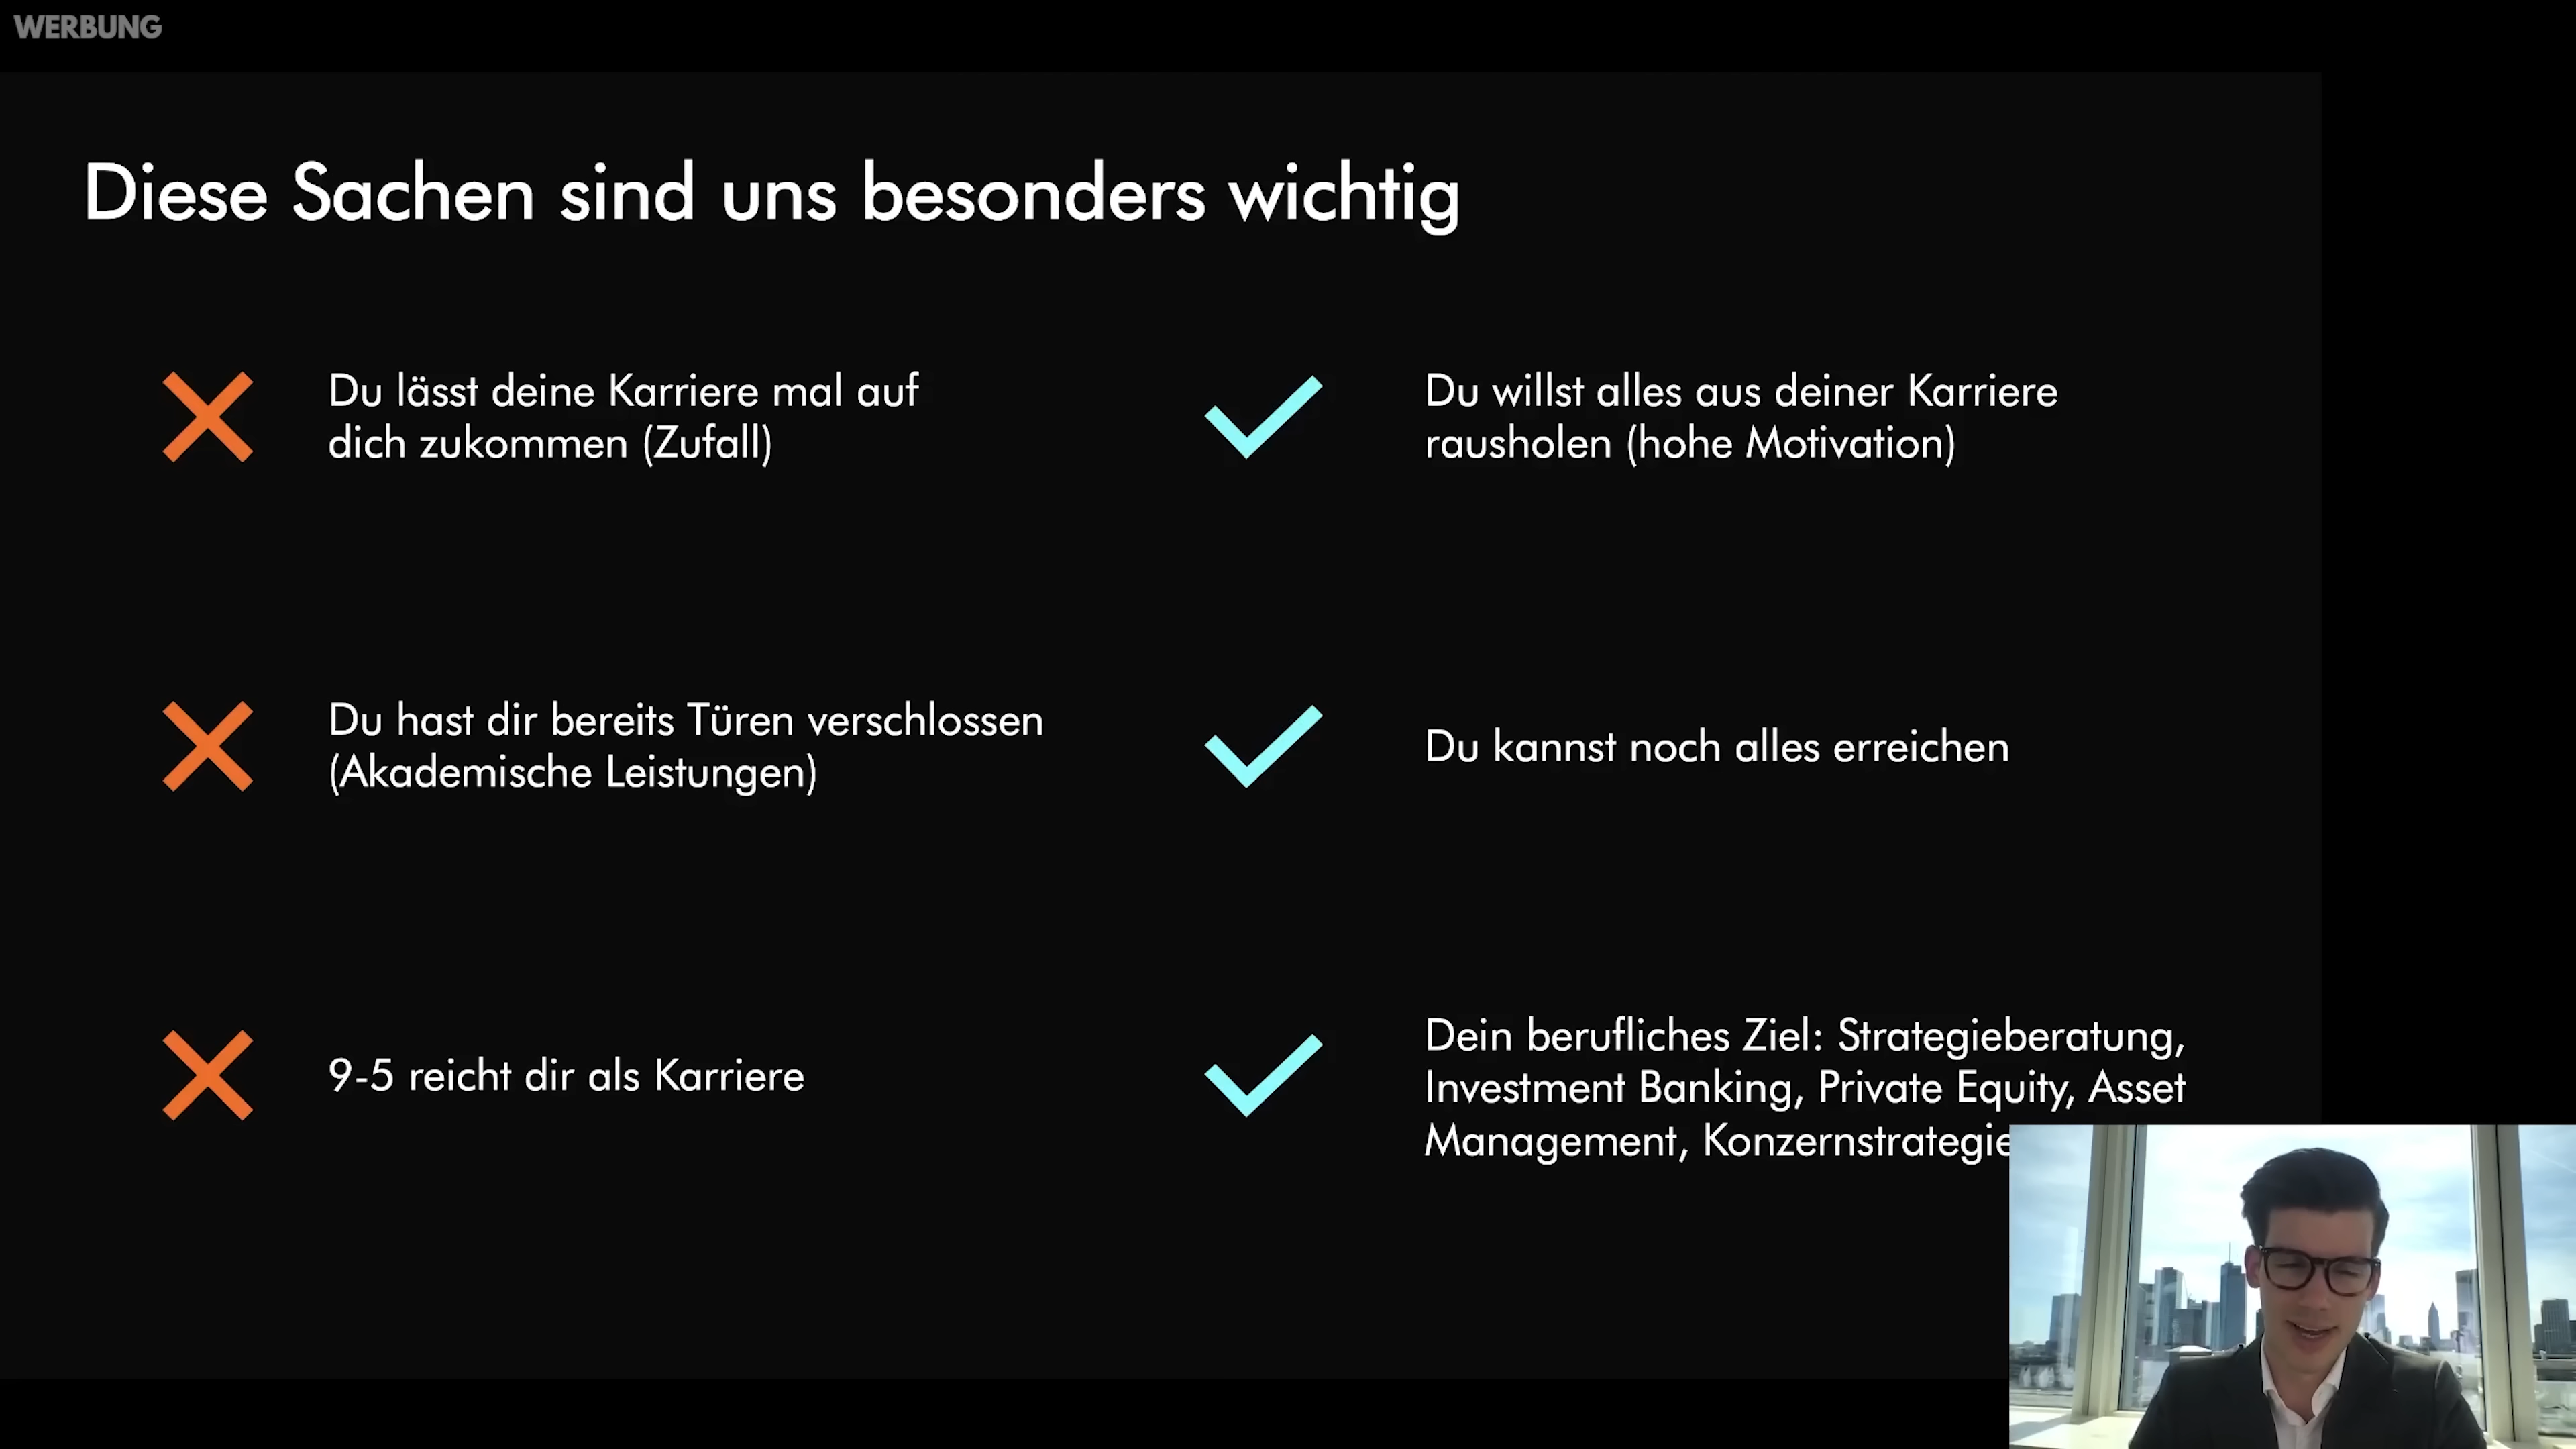 WERBUNG
Diese Sachen sind uns besonders wichtig
Du lässt deine Karriere mal auf
dich zukommen (Zufall)
Du willst alles aus deiner Karriere
rausholen (hohe Motivation)
Du hast dir bereits Türen verschlossen
(Akademische Leistungen)
Du kannst noch alles erreichen
9-5 reicht dir als Karriere
Dein berufliches Ziel: Strategieberatung,
Investment Banking, Private Equity, Asset
Management, Konzernstrategie